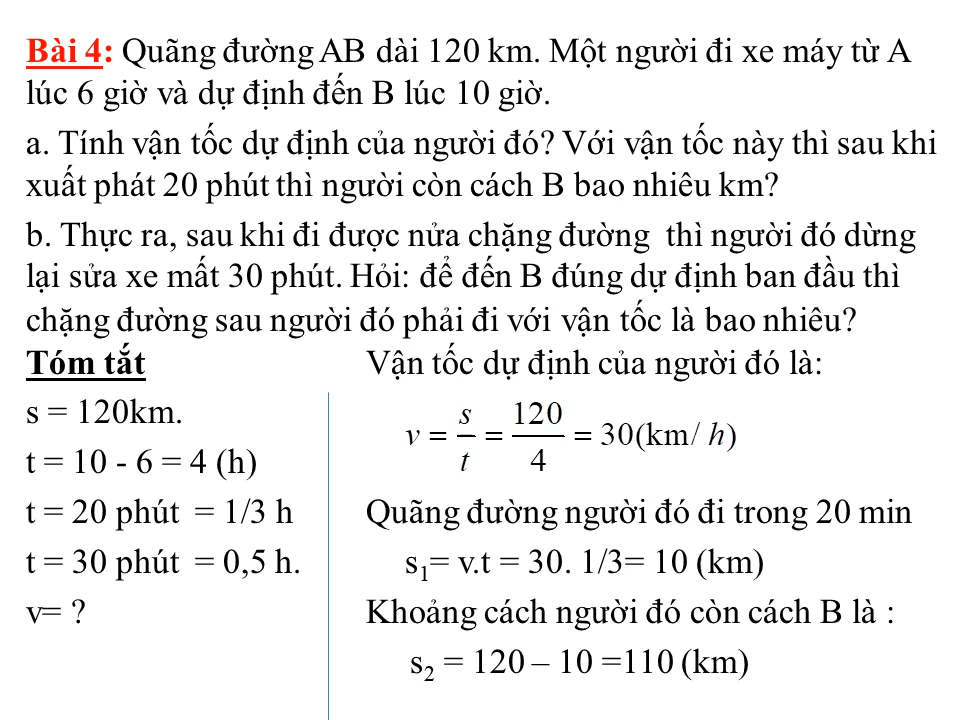 Bài 4: Quãng đường AB dài 120 km. Một người đi xe máy từ A
lúc 6 giờ và dự định đến B lúc 10 giờ.
a. Tính vận tốc dự định của người đó? Với vận tốc này thì sau khi
xuất phát 20 phút thì người còn cách B bao nhiêu km?
b. Thực ra, sau khi đi được nửa chặng đường thì người đó dừng
lại sửa xe mất 30 phút. Hỏi: để đến B đúng dự định ban đầu thì
chặng đường sau người đó phải đi với vận tốc là bao nhiêu?
Tóm tắt
s = 120km.
t = 10 - 6 = 4 (h)
t = 20 phút = 1/3 h
t = 30 phút = 0,5 h.
v= ?
Vận tốc dự định của người đó là:
v = s/t = 120/4 = 30(km/ h)
Quãng đường người đó đi trong 20 min
s₁= v.t = 30. 1/3= 10 (km)
Khoảng cách người đó còn cách B là :
s₂ = 120 – 10 =110 (km)